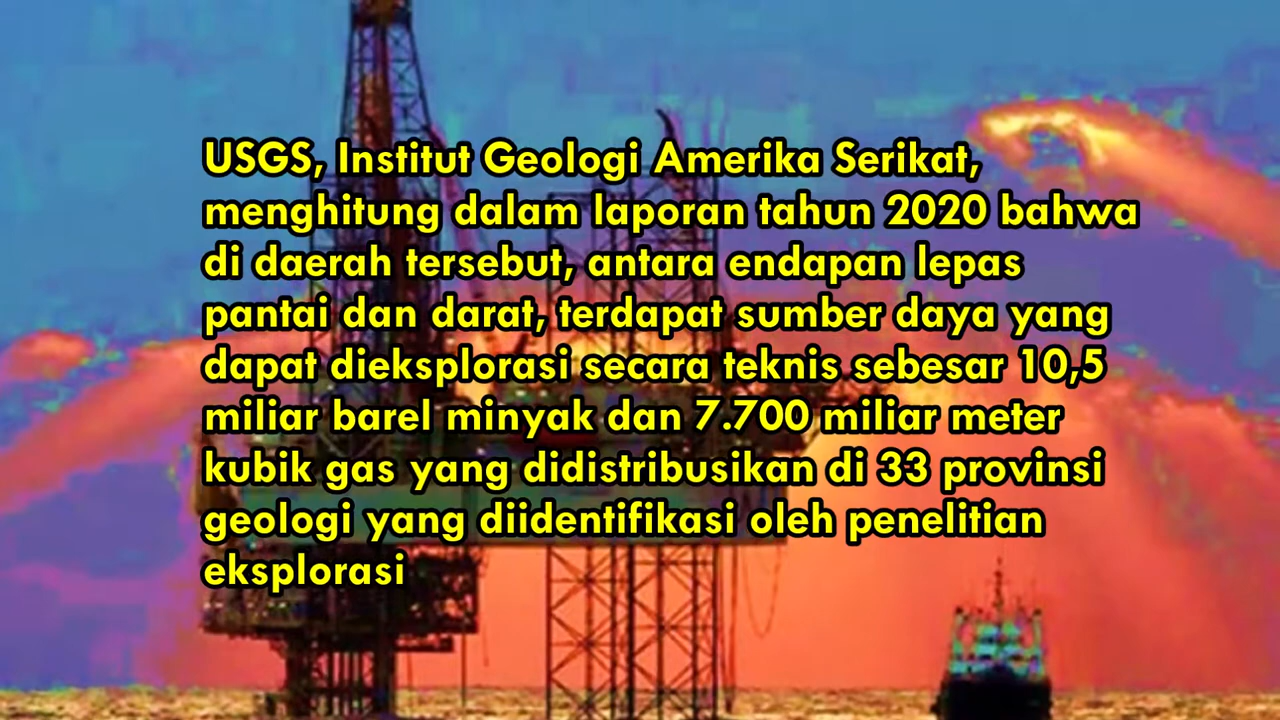 USGS, Institut Geologi Amerika Serikat,
menghitung dalam laporan tahun 2020 bahwa
di daerah tersebut, antara endapan lepas
pantai dan darat, terdapat sumber daya yang
dapat dieksplorasi secara teknis sebesar 10,5
miliar barel minyak dan 7.700 miliar meter
kubik gas yang didistribusikan di 33 provinsi
geologi yang diidentifikasi oleh penelitian
eksplorasi